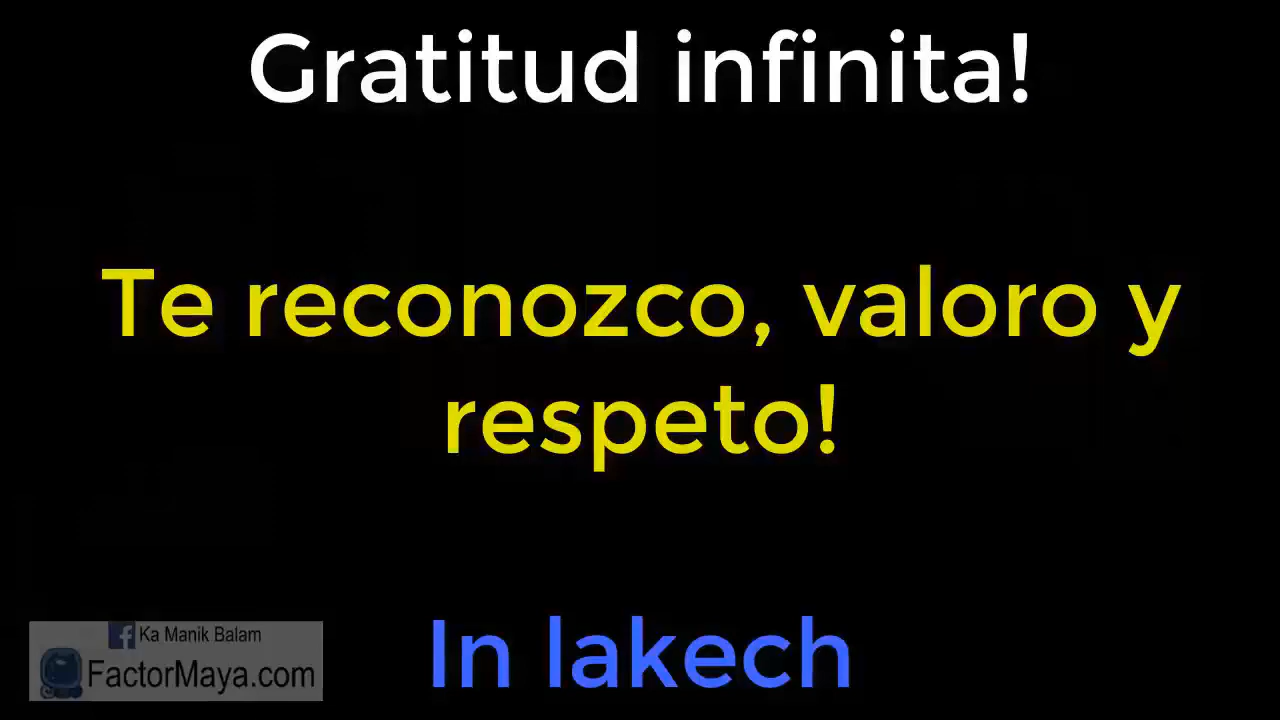 Gratitud infinita!
Te reconozco, valoro y
respeto!
In lakech
Ka Manik Balam
FactorMaya.com